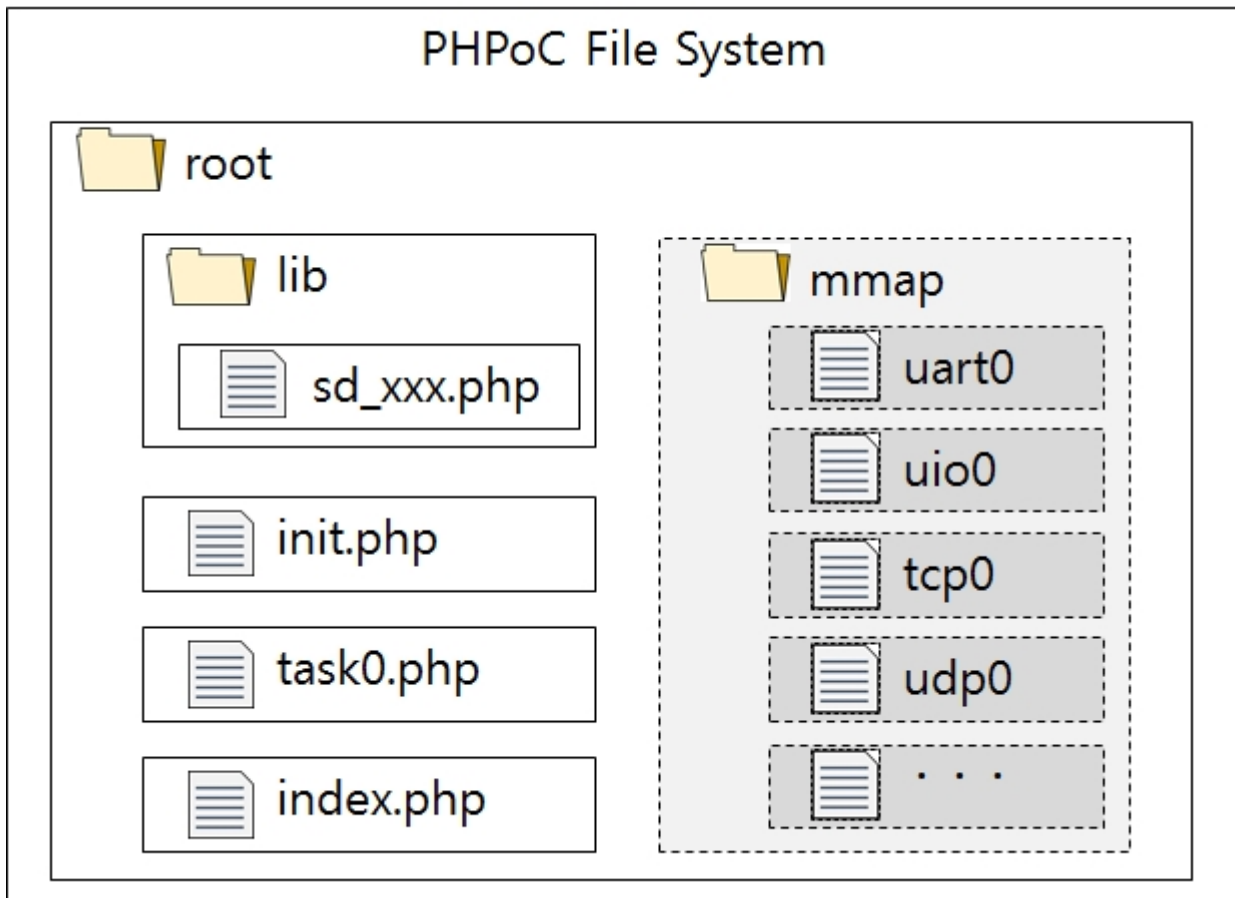 PHPoC File System
root
lib
sd_xxx.php
init.php
task0.php
index.php
mmap
uart0
uio0
tcp0
udp0
. . .